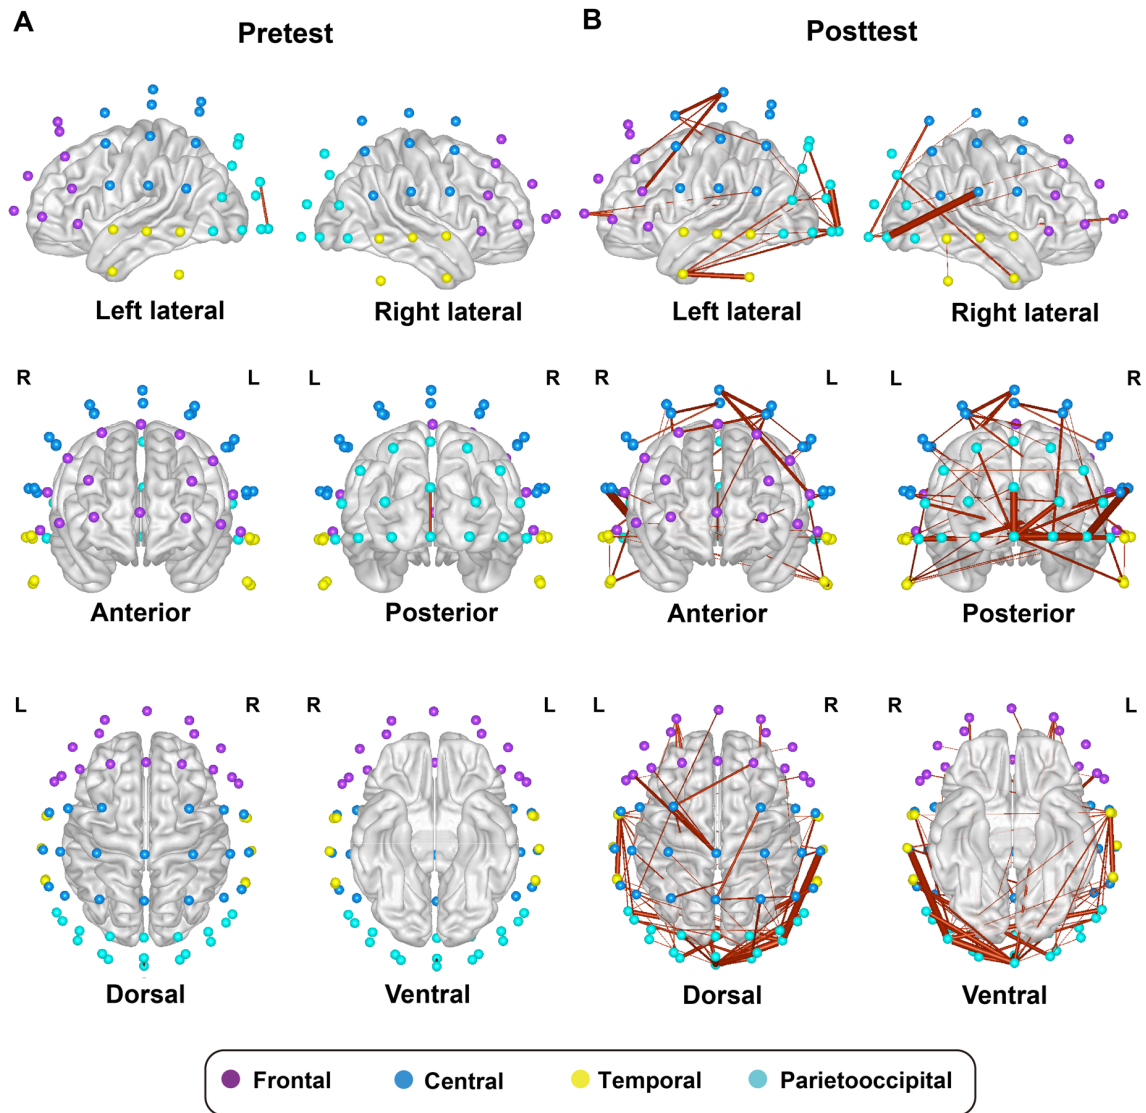 A
Pretest
B
Posttest
Left lateral
Right lateral
Left lateral
Right lateral
R
L
L
R
R
L
L
R
Anterior
Posterior
Anterior
Posterior
L
R
R
L
L
R
R
L
Dorsal
Ventral
Dorsal
Ventral
Frontal
Central
Temporal
Parietooccipital